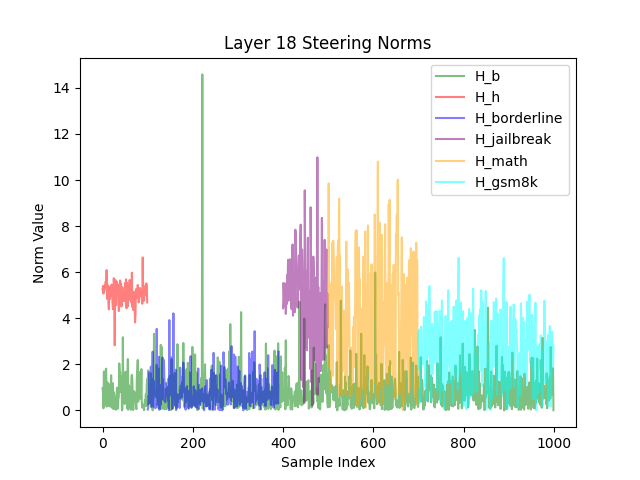 Layer 18 Steering Norms
Norm Value
14
12
10
8
6
4
2
0
H_b
H_h
H_borderline
H_jailbreak
H_math
H_gsm8k
0 200 400 600 800 1000
Sample Index